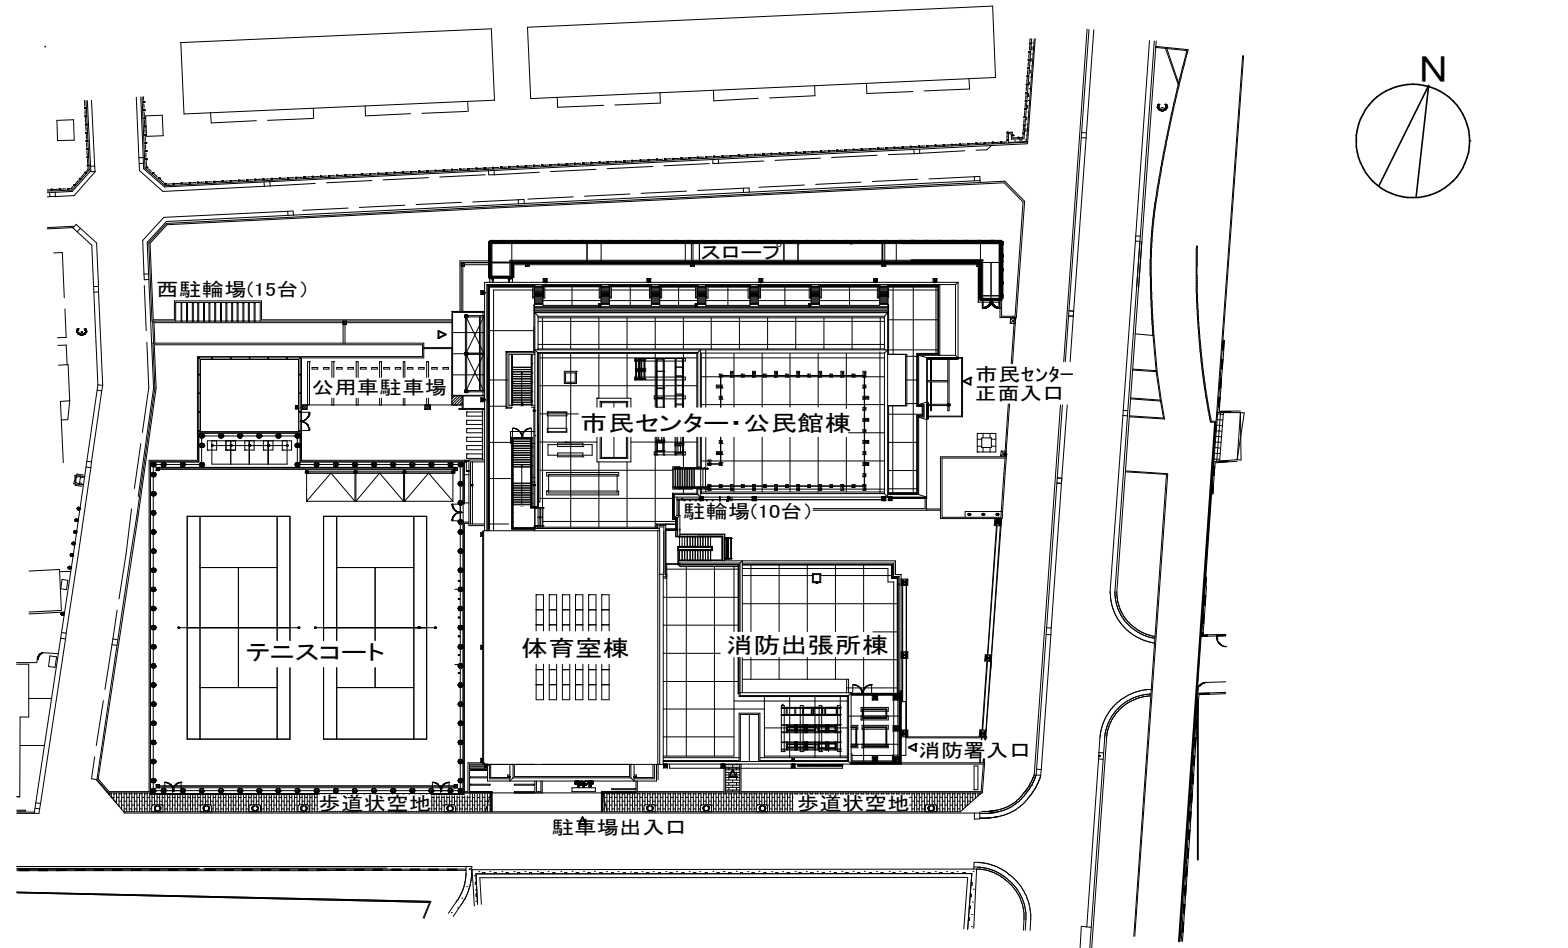 N
スロープ
西駐輪場(15台)
公用車駐車場
市民センター
正面入口
市民センター・公民館棟
駐輪場(10台)
テニスコート
体育室棟
消防出張所棟
消防署入口
歩道状空地
歩道状空地
駐車場出入口